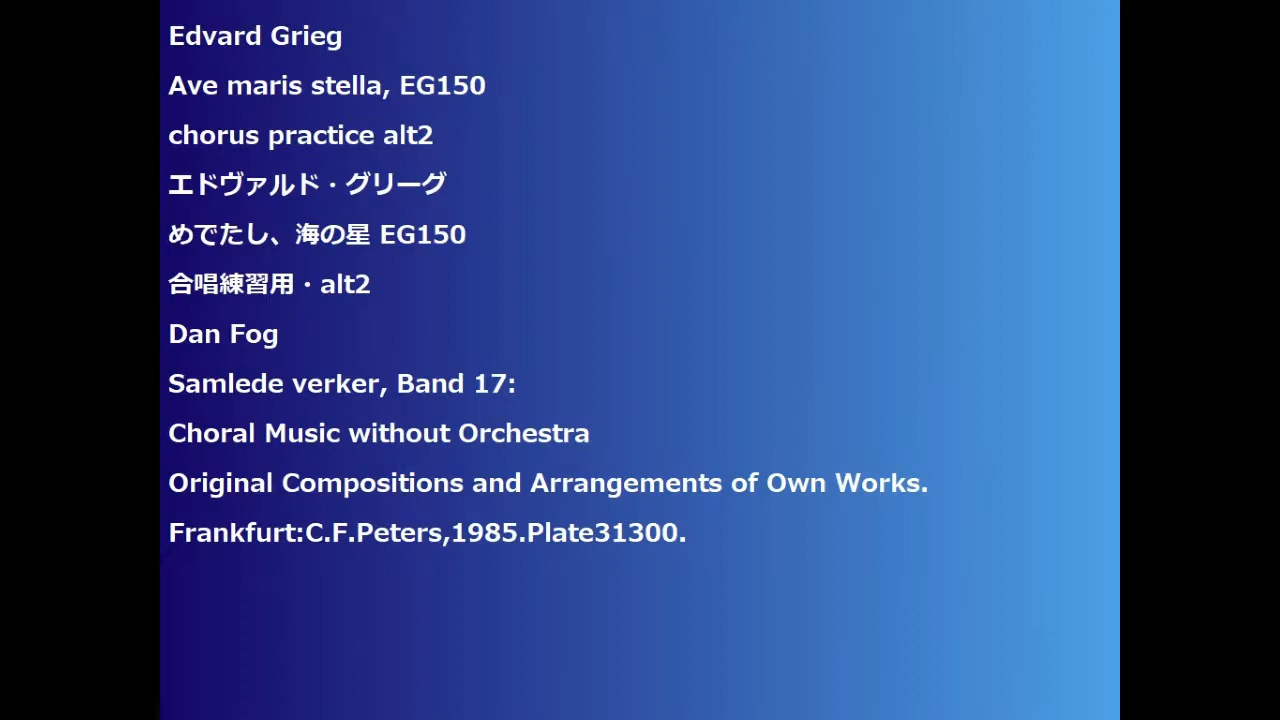 Edvard Grieg
Ave maris stella, EG150
chorus practice alt2
エドヴァルド・グリーグ
めでたし、海の星 EG150
合唱練習用・alt2
Dan Fog
Samlede verker, Band 17:
Choral Music without Orchestra
Original Compositions and Arrangements of Own Works.
Frankfurt:C.F.Peters,1985.Plate31300.